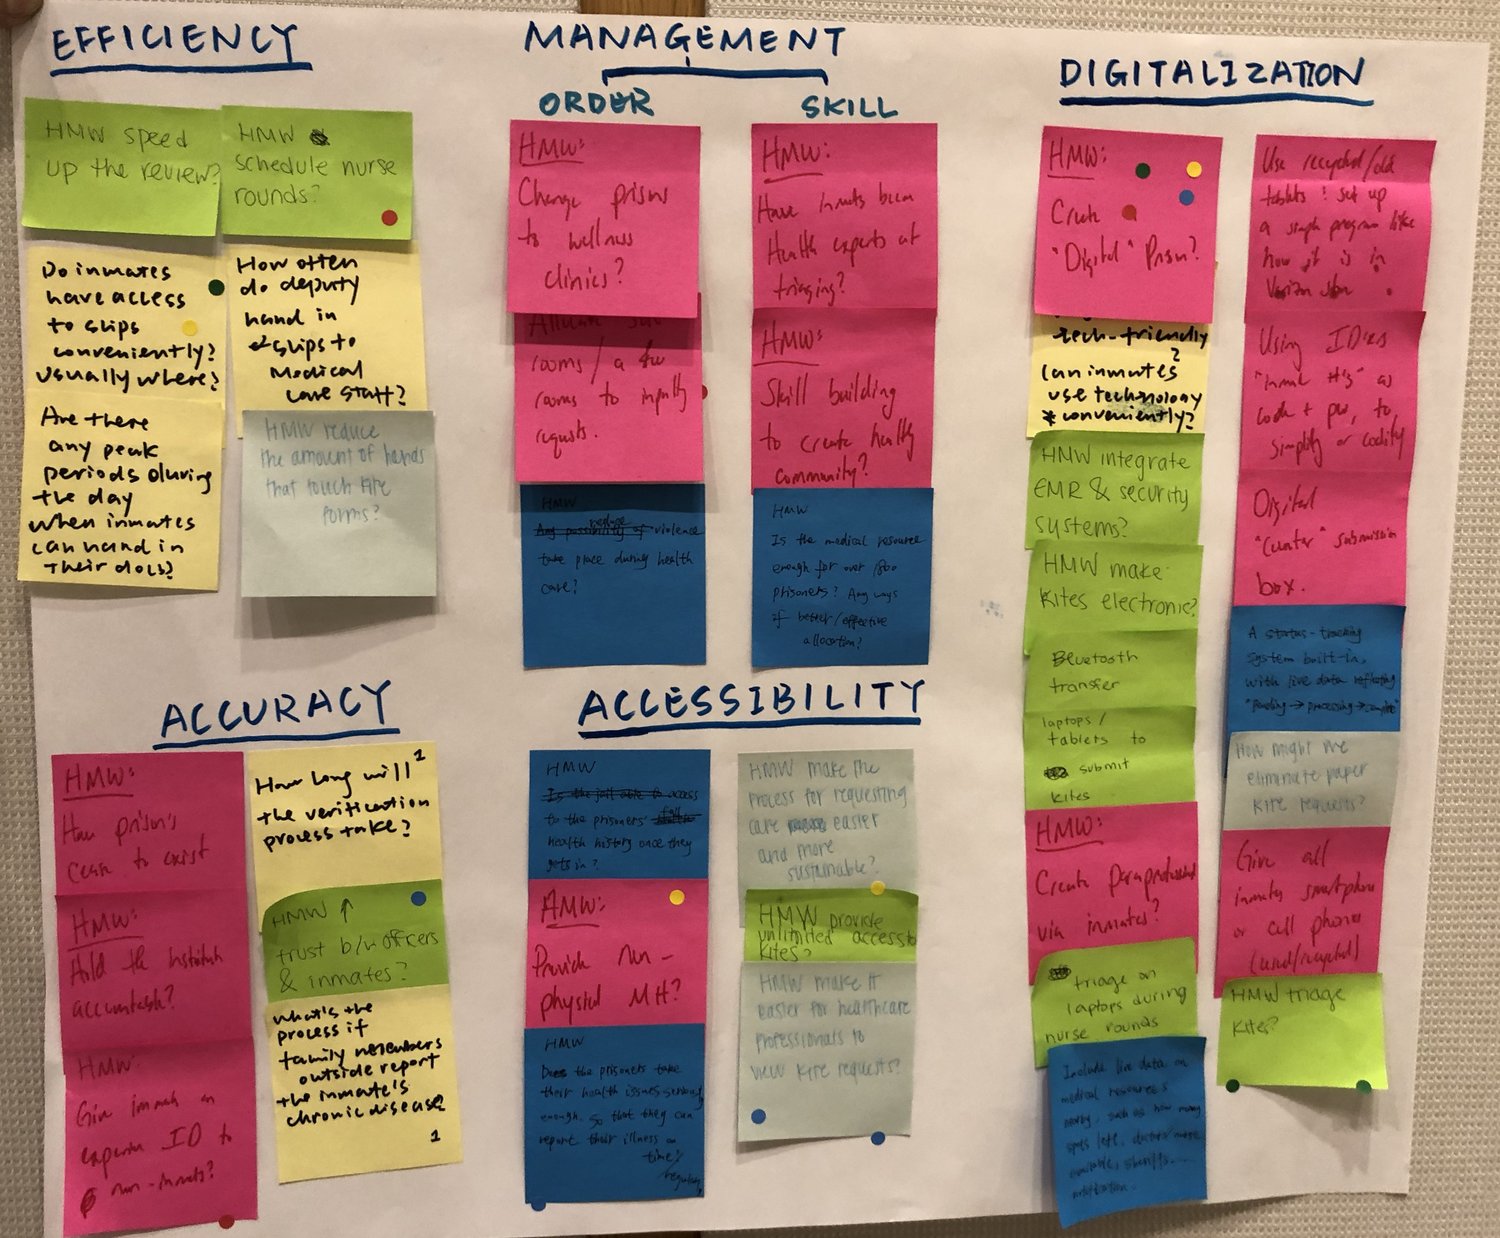 EFFICIENCY
HMW speed
up the review?
HMW
schedule nurse
rounds?
Do inmates
have access
to slips
conveniently?
usually where?
How often
do deputy
hand in
slips to
Medical
care staff?
Are there
any peak
periods during
the day
when inmates
can hand in
their docs?
HMW reduce
the amount of hands
that touch kite
forms?
MANAGEMENT
ORDER
SKILL
HMW:
Change prisons
to wellness
clinics?
Allocate
rooms / a few
rooms to
requests.
HMW
Any possibility of reduce violence
take place during health
care?
HMW:
Have inmates become
Health experts at
triaging?
HMW:
Skill building
to create healthy
community?
HMW
Is the medical resource
enough for over 800
prisoners? Any ways
if better/effective
allocation?
DIGITALIZATION
HMW:
Create
"Digital" Prison?
tech-friendly
?
Can inmates
use technology
conveniently?
HMW integrate
EMR & security
systems?
HMW make
Kites electronic?
Bluetooth
transfer
laptops/
tablets to
submit
kites
HMW:
Create paraprofessional
via inmates?
triage on
laptops during
nurse rounds
Include live data on
medical resources
nearby, such as how many
spots left, doctors/nurse
available, sheriffs....
notification.
Use recycled/old
tablets & set up
a simple program like
how it is in
Verizon
Using ID as
"Inmate #'s" as
code + pw, to
simplify or codify
Digital
submission
box.
A status-tracking
system built-in,
with live data reflecting
"Pending → processing → complete"
How might we
eliminate paper
kite requests?
Give all
inmates smartphone
or cell phones
(used/recycled)
HMW triage
kites?
ACCURACY
HMW:
Have prison's
cease to exist
HMW:
Hold the institution
accountable?
HMW:
Give inmates an
ID to
non-inmates?
How long will
the verification
process take?
1
HMW ↑
trust b/w officers
& inmates?
What's the
process if
family members
outside report
the inmate's
chronic disease?
1
ACCESSIBILITY
HMW
Is the jail able to access
to the prisoners' full
health history once they
gets in?
HMW:
Provide non-
physical MH?
HMW
Does the prisoners take
their health issues seriously
enough, so that they can
report their illness on
time/
regularly
HMW make the
process for requesting
care easier
and more
sustainable?
HMW provide
unlimited access to
kites?
HMW make it
easier for healthcare
professionals to
view kite requests?